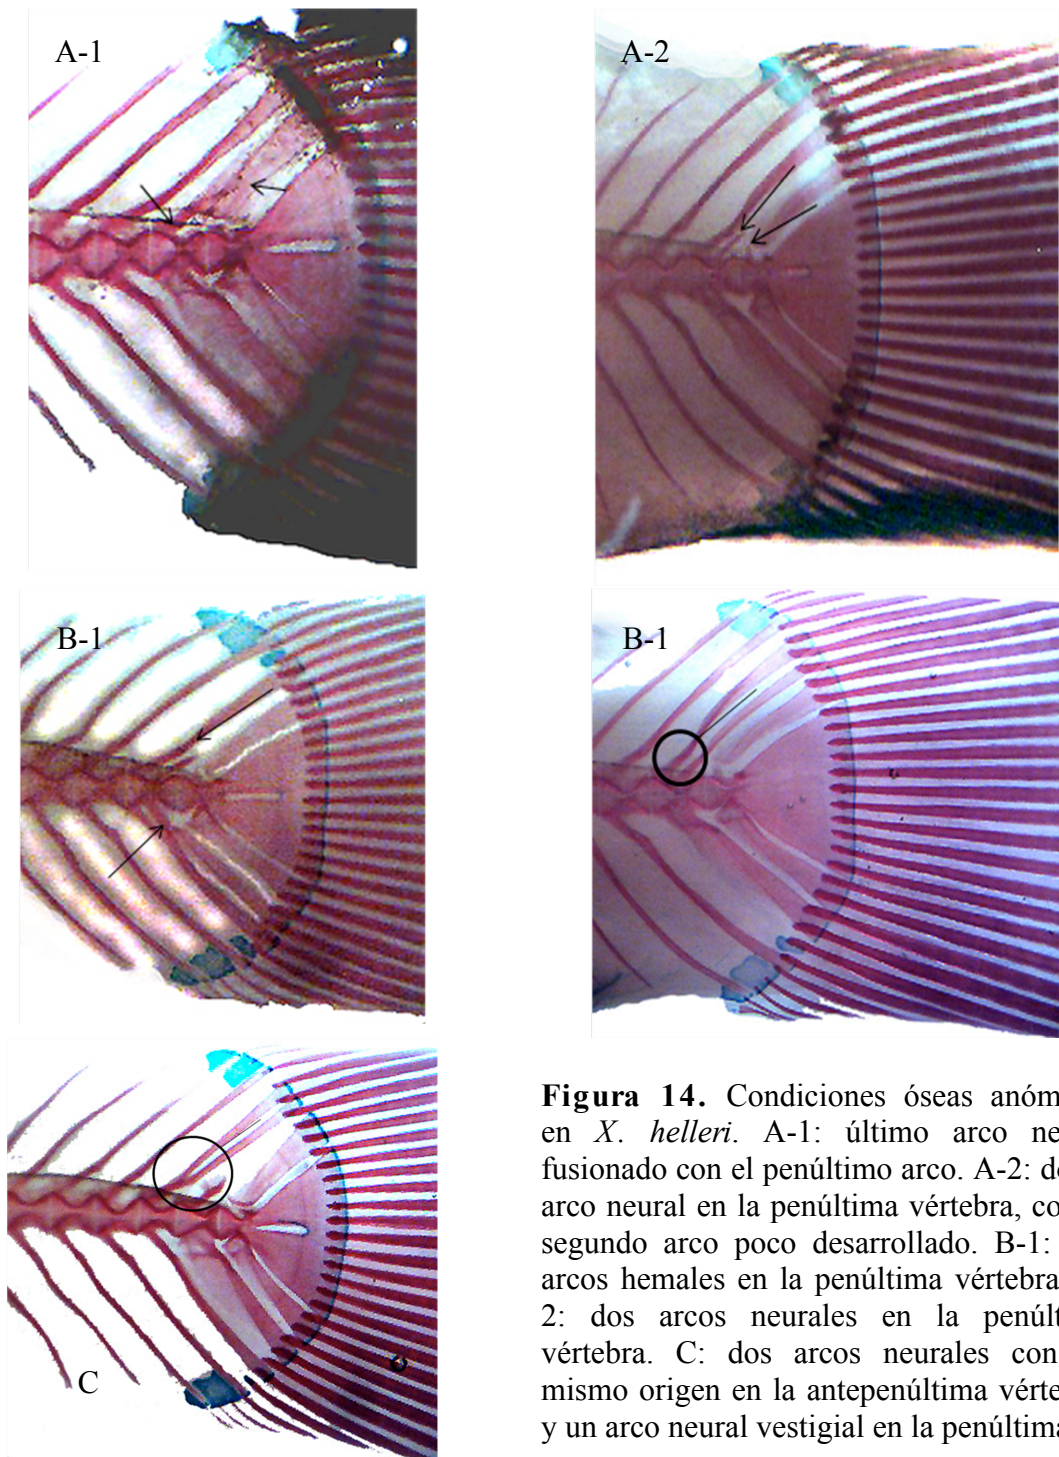 A-1
A-2
B-1
B-1
C
Figura 14. Condiciones óseas anóm
en X. helleri. A-1: último arco ne
fusionado con el penúltimo arco. A-2: do
arco neural en la penúltima vértebra, co
segundo arco poco desarrollado. B-1:
arcos hemales en la penúltima vértebra
2: dos arcos neurales en la penúlt
vértebra. C: dos arcos neurales con
mismo origen en la antepenúltima vérte
y un arco neural vestigial en la penúltima